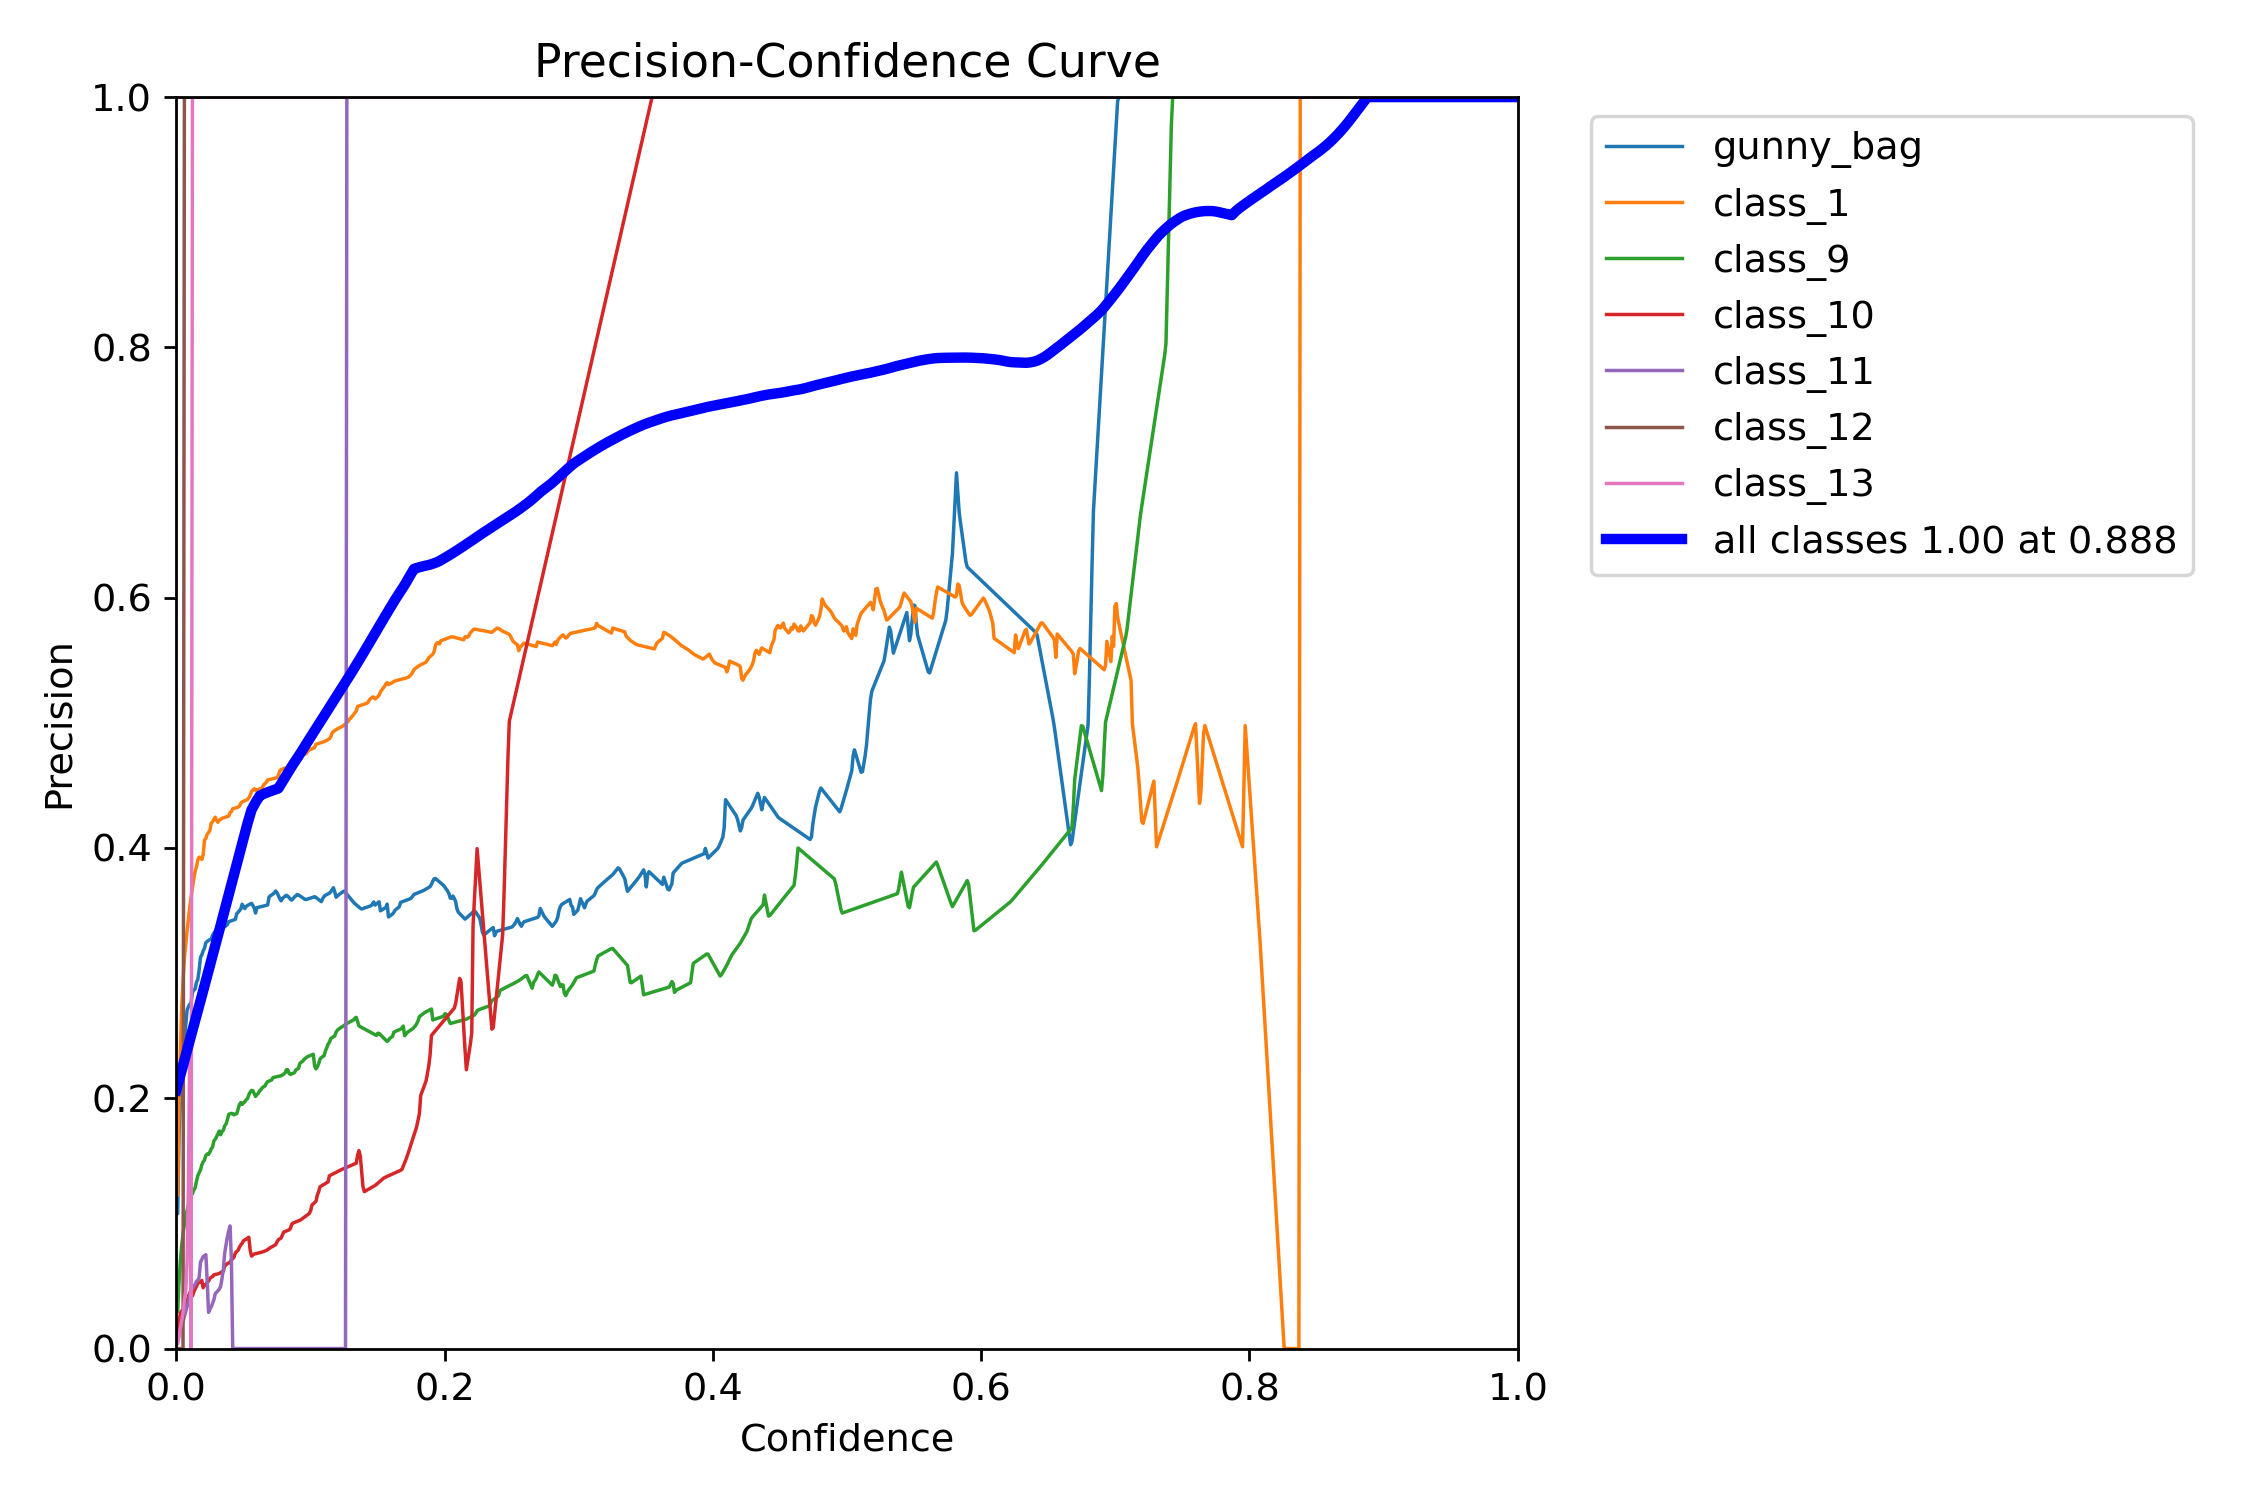 Precision-Confidence Curve
1.0
0.8
0.6
0.4
0.2
0.0
Precision
0.0 0.2 0.4 0.6 0.8 1.0
Confidence
gunny_bag
class_1
class_9
class_10
class_11
class_12
class_13
all classes 1.00 at 0.888